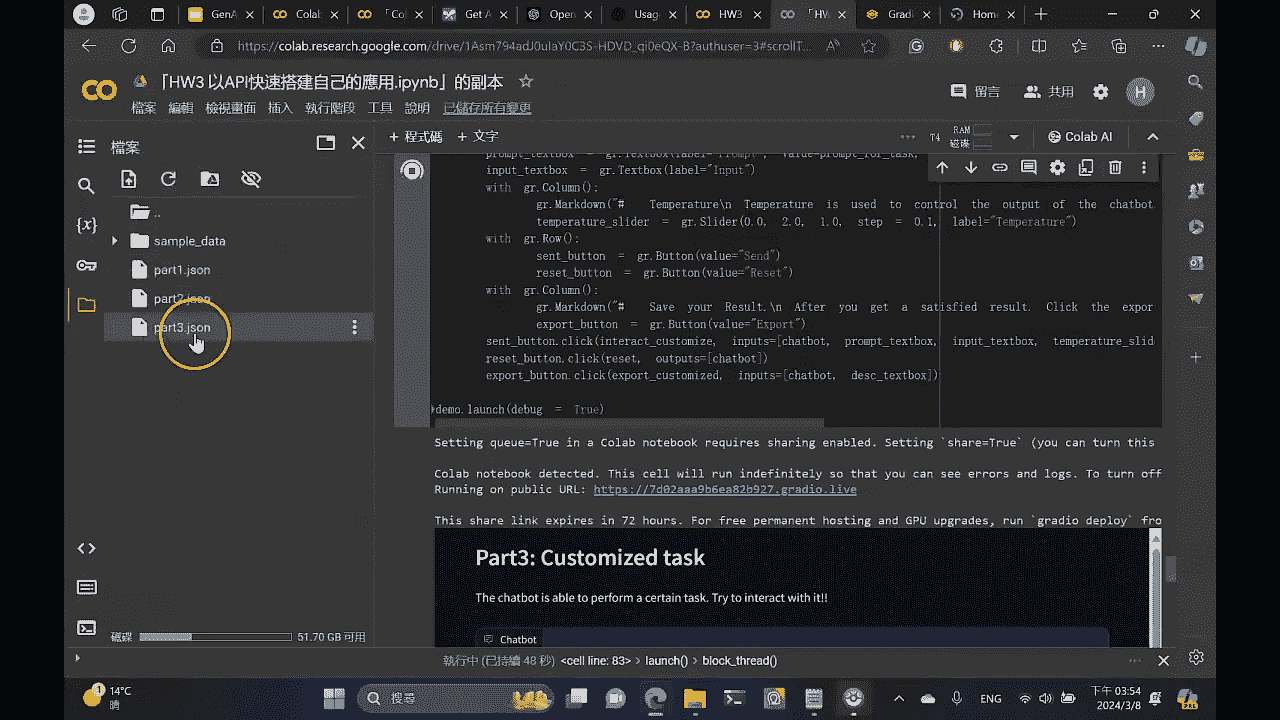 GenA
Colab
「Col
Get A
Open
Usage
HW3
「HW
Gradi
Home
https://colab.research.google.com/drive/1Asm794adJ0uIaY0C3S-HDVD_qi0eQX-B?authuser=3#scrollT...
「HW3 以API快速搭建自己的應用.ipynb」的副本
留言
共用
H
檔案 編輯 檢視畫面 插入 執行階段 工具 說明 已儲存所有變更
檔案
+ 程式碼 + 文字
T4
RAM
磁碟
Colab AI
..
sample_data
part1.json
part2.json
part3.json
input_textbox = gr.Textbox(label="Input")
with gr.Column():
gr.Markdown("# Temperature\n Temperature is used to control the output of the chatbot
temperature_slider = gr.Slider(0.0, 2.0, 1.0, step = 0.1, label="Temperature")
with gr.Row():
sent_button = gr.Button(value="Send")
reset_button = gr.Button(value="Reset")
with gr.Column():
gr.Markdown("# Save your Result.\n After you get a satisfied result. Click the expor
export_button = gr.Button(value="Export")
sent_button.click(interact_customize, inputs=[chatbot, prompt_textbox, input_textbox, temperature_slid
reset_button.click(reset, outputs=[chatbot])
export_button.click(export_customized, inputs=[chatbot, desc_textbox])
demo.launch(debug = True)
Setting queue=True in a Colab notebook requires sharing enabled. Setting `share=True` (you can turn this
Colab notebook detected. This cell will run indefinitely so that you can see errors and logs. To turn off
Running on public URL: https://7d02aaa9b6ea82b927.gradio.live
This share link expires in 72 hours. For free permanent hosting and GPU upgrades, run `gradio deploy` fro
Part3: Customized task
The chatbot is able to perform a certain task. Try to interact with it!!
Chatbot
磁碟 51.70 GB 可用
執行中 (已持續 48 秒) <cell line: 83> > launch() > block_thread()
1
14°C
晴
搜尋
ENG
下午 03:54
2024/3/8
PRE